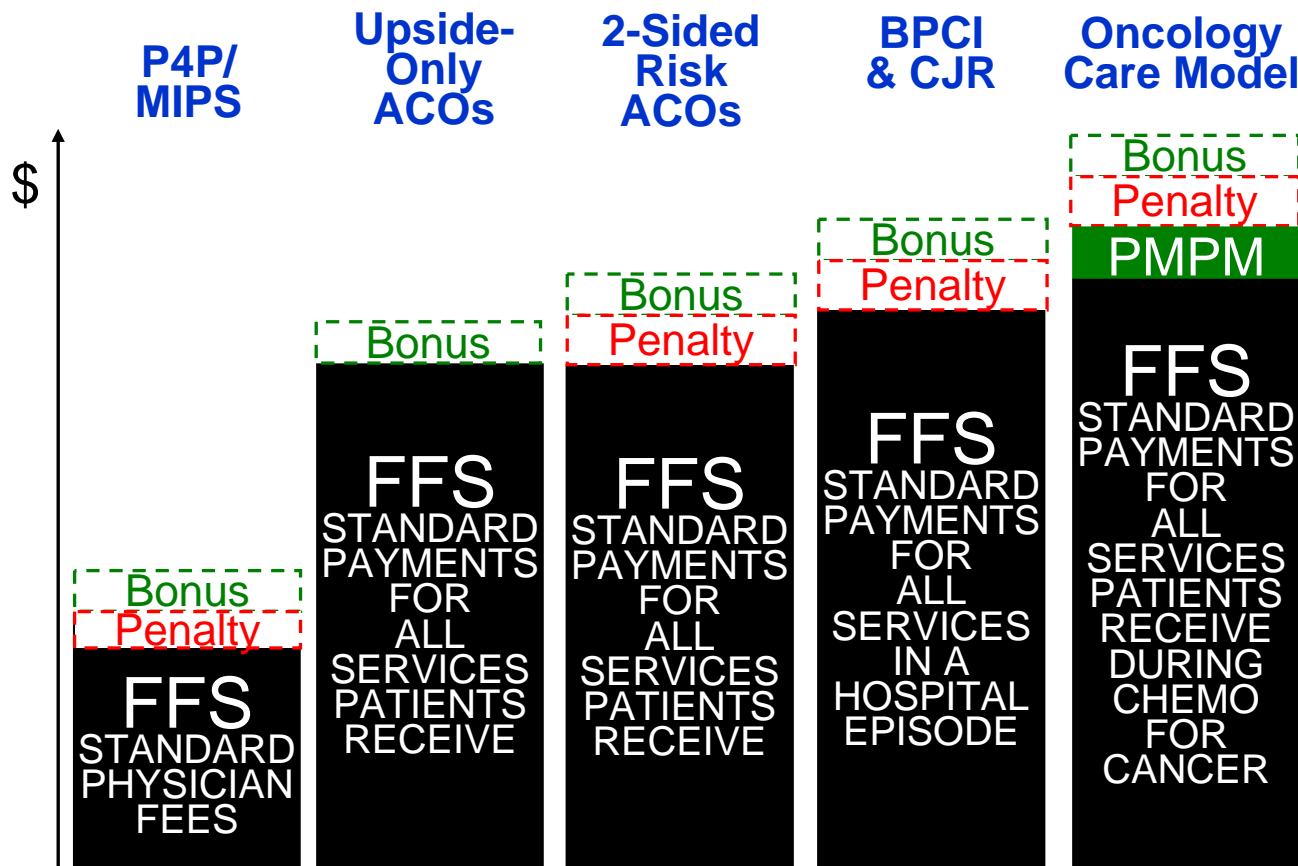 P4P/
MIPS
Upside-
Only
ACOs
2-Sided
Risk
ACOs
BPCI
& CJR
Oncology
Care Model
$
Bonus
Penalty
FFS
STANDARD
PHYSICIAN
FEES
Bonus
FFS
STANDARD
PAYMENTS
FOR
ALL
SERVICES
PATIENTS
RECEIVE
Bonus
Penalty
FFS
STANDARD
PAYMENTS
FOR
ALL
SERVICES
PATIENTS
RECEIVE
Bonus
Penalty
FFS
STANDARD
PAYMENTS
FOR
ALL
SERVICES
IN A
HOSPITAL
EPISODE
Bonus
Penalty
PMPM
FFS
STANDARD
PAYMENTS
FOR
ALL
SERVICES
PATIENTS
RECEIVE
DURING
CHEMO
FOR
CANCER